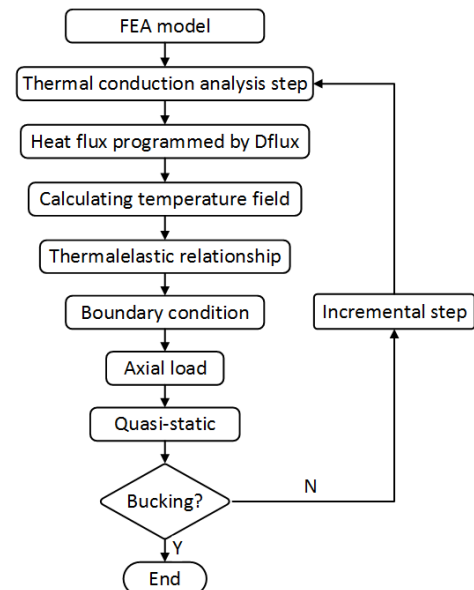 FEA model
Thermal conduction analysis step
Heat flux programmed by Dflux
Calculating temperature field
Thermalelastic relationship
Boundary condition
Incremental step
Axial load
Quasi-static
Bucking?
N
Y
End